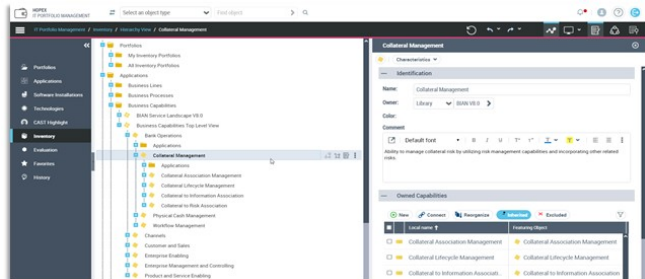 HOPEX
IT PORTFOLIO MANAGEMENT
Select an object type
Find object
IT Portfolio Management / Inventory / Hierarchy View / Collateral Management
Portfolios
Applications
Software Installations
Technologies
CAST Highlight
Inventory
Evaluation
Favorites
History
Portfolios
My Inventory Portfolios
All Inventory Portfolios
Applications
Business Lines
Business Processes
Business Capabilities
BIAN Service Landscape V8.0
Business Capabilities Top Level View
Bank Operations
Applications
Collateral Management
Applications
Collateral Association Management
Collateral Lifecycle Management
Collateral to Information Association
Collateral to Risk Association
Physical Cash Management
Workflow Management
Channels
Customer and Sales
Enterprise Enabling
Enterprise Management and Controlling
Product and Service Enabling
Collateral Management
Characteristics
Identification
Name: Collateral Management
Owner: Library BIAN V8.0
Color:
Comment
Default font
Ability to manage collateral risk by utilizing risk management capabilities and incorporating other related
risks.
Owned Capabilities
New Connect Reorganize Inherited Excluded
Local name Featuring Object
Collateral Association Management Collateral Association Management
Collateral Lifecycle Management Collateral Lifecycle Management
Collateral to Information Associati... Collateral to Information Association